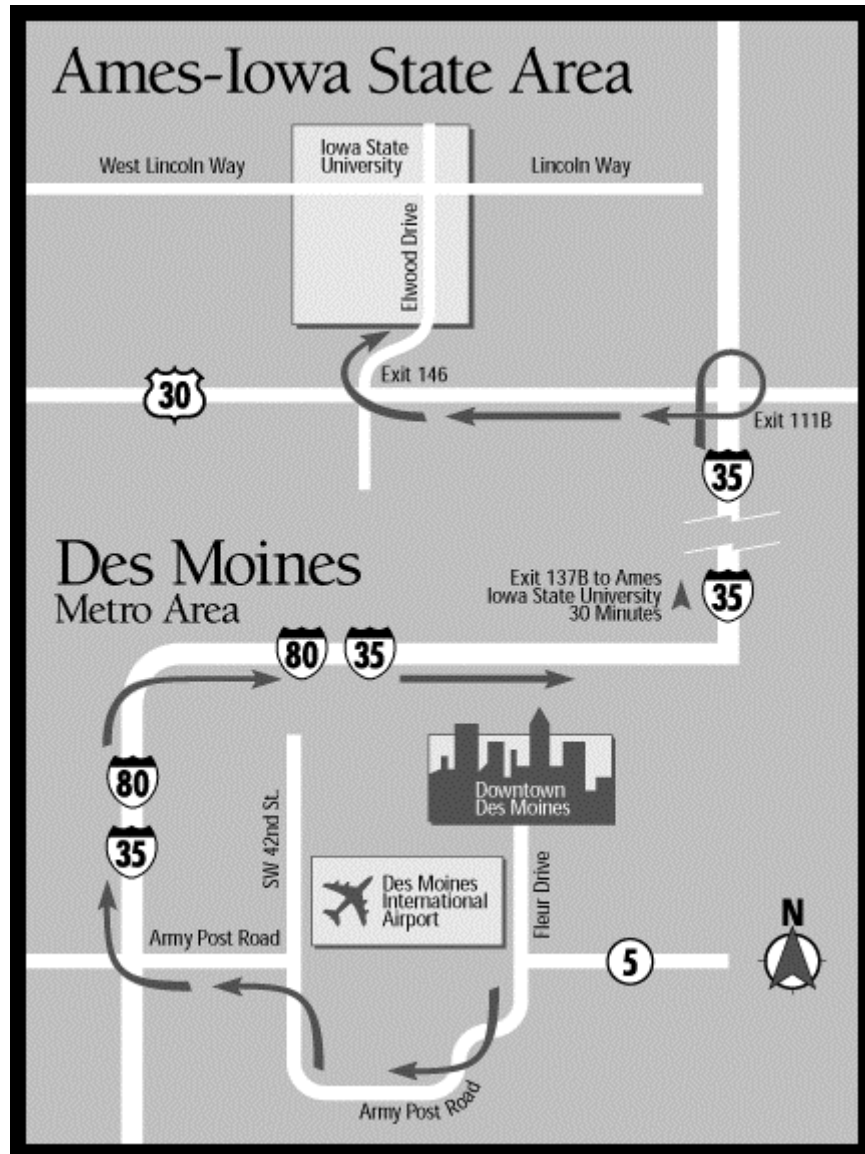 Ames-Iowa State Area
Iowa State
University
West Lincoln Way
Lincoln Way
Elwood Drive
Exit 146
30
Exit 111B
35
Des Moines
Metro Area
Exit 137B to Ames
Iowa State University
30 Minutes
35
80
35
80
35
SW 42nd St.
Downtown
Des Moines
Des Moines
International
Airport
Fleur Drive
N
Army Post Road
5
Army Post Road